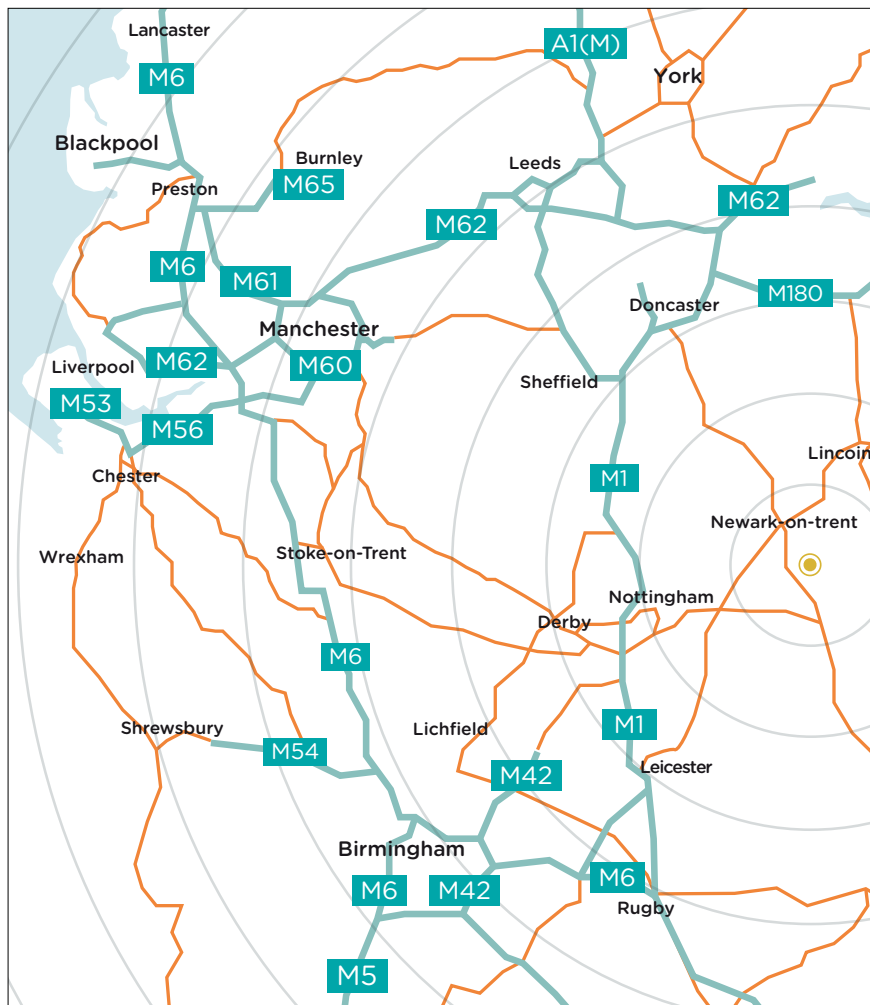 Lancaster
A1(M)
York
M6
Blackpool
Burnley
Leeds
M65
Preston
M62
M62
M6
M61
M180
Doncaster
Manchester
Liverpool
M62
M60
Sheffield
M53
M56
Lincoln
Chester
M1
Newark-on-trent
Wrexham
Stoke-on-Trent
Nottingham
Derby
M6
Shrewsbury
Lichfield
M1
M54
Leicester
M42
Birmingham
M6
M42
M6
Rugby
M5